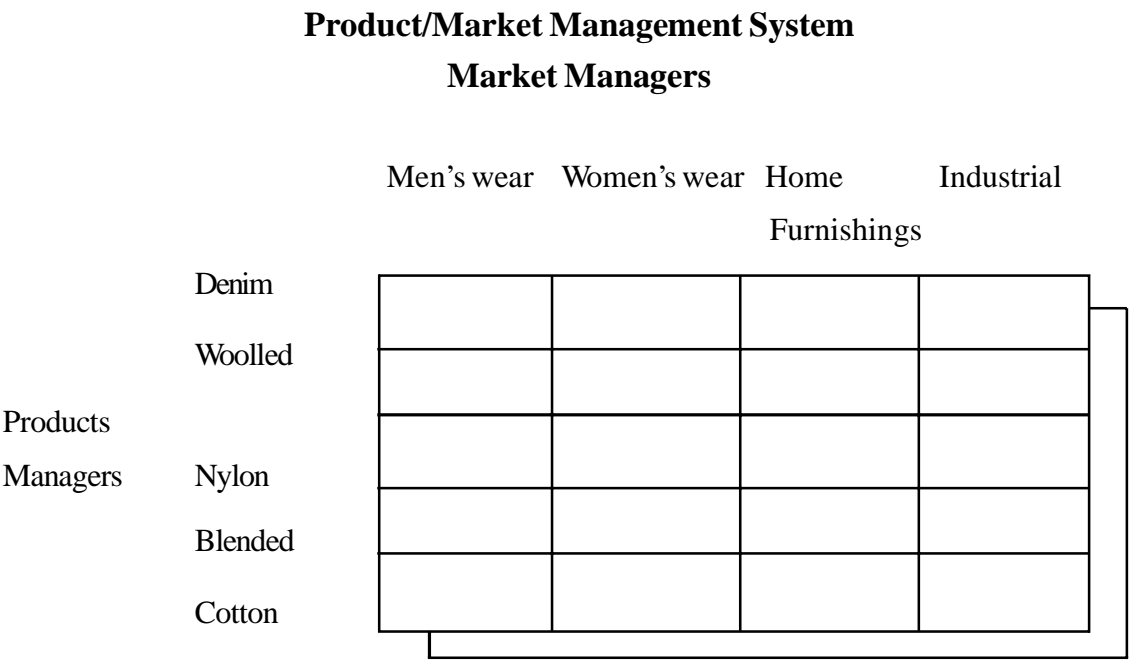 Product/Market Management System
Market Managers
Men's wear Women's wear Home Industrial
Furnishings
Denim
Woolled
Products
Managers Nylon
Blended
Cotton